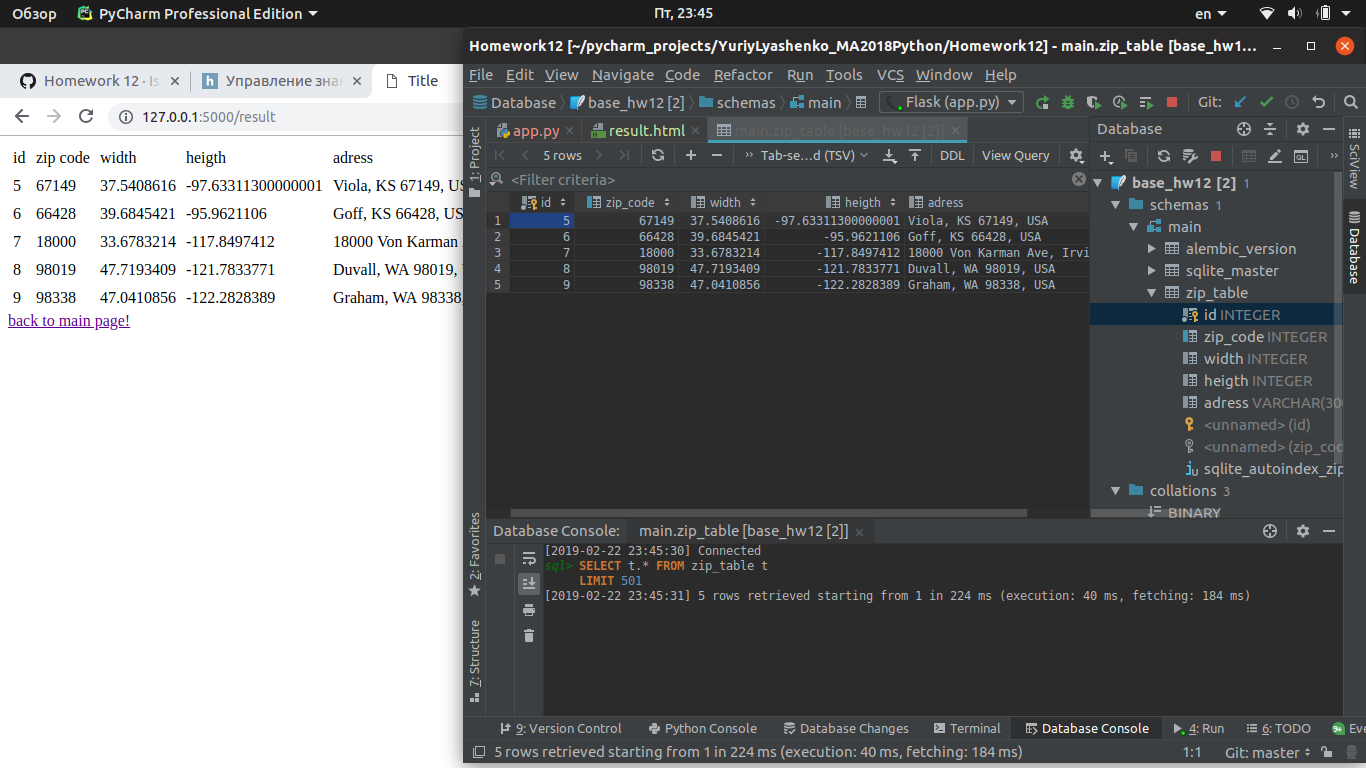 Обзор PyCharm Professional Edition Пт, 23:45 en
Homework 12 · Is Управление зна Title
127.0.0.1:5000/result
id zip code width heigth adress
5 67149 37.5408616 -97.63311300000001 Viola, KS 67149, US
6 66428 39.6845421 -95.9621106 Goff, KS 66428, US
7 18000 33.6783214 -117.8497412 18000 Von Karman
8 98019 47.7193409 -121.7833771 Duvall, WA 98019,
9 98338 47.0410856 -122.2828389 Graham, WA 98338,
back to main page!
Homework12 [~/pycharm_projects/YuriyLyashenko_MA2018Python/Homework12] - main.zip_table [base_hw1...
File Edit View Navigate Code Refactor Run Tools VCS Window Help
Database base_hw12 [2] schemas main Flask (app.py) Git:
app.py result.html main.zip_table [base_hw12 [2]]
5 rows Tab-se...d (TSV) DDL View Query
<Filter criteria>
id zip_code width heigth adress
1 5 67149 37.5408616 -97.63311300000001 Viola, KS 67149, USA
2 6 66428 39.6845421 -95.9621106 Goff, KS 66428, USA
3 7 18000 33.6783214 -117.8497412 18000 Von Karman Ave, Irvi
4 8 98019 47.7193409 -121.7833771 Duvall, WA 98019, USA
5 9 98338 47.0410856 -122.2828389 Graham, WA 98338, USA
1: Project
2: Favorites
7: Structure
Database
base_hw12 [2] 1
schemas 1
main
alembic_version
sqlite_master
zip_table
id INTEGER
zip_code INTEGER
width INTEGER
heigth INTEGER
adress VARCHAR(30
<unnamed> (id)
<unnamed> (zip_cod
sqlite_autoindex_zip
collations 3
BINARY
SciView
Database
Database Console: main.zip_table [base_hw12 [2]]
[2019-02-22 23:45:30] Connected
sql> SELECT t.* FROM zip_table t
LIMIT 501
[2019-02-22 23:45:31] 5 rows retrieved starting from 1 in 224 ms (execution: 40 ms, fetching: 184 ms)
9: Version Control Python Console Database Changes Terminal Database Console 4: Run 6: TODO 9+ Eve
5 rows retrieved starting from 1 in 224 ms (execution: 40 ms, fetching: 184 ms) 1:1 Git: master